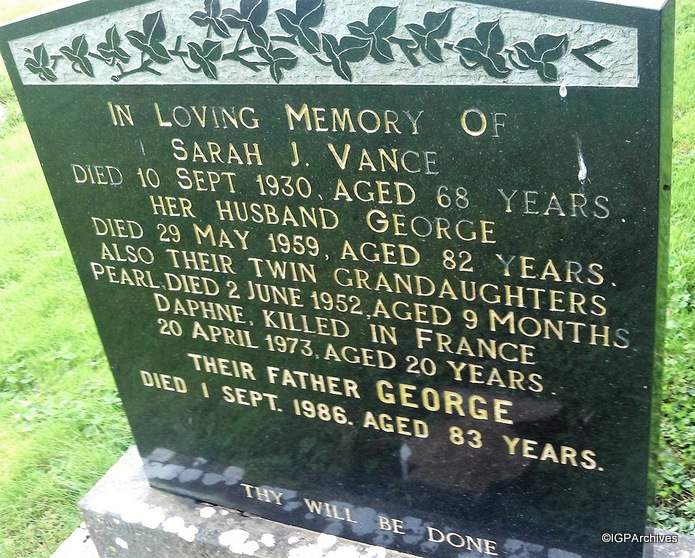 IN LOVING MEMORY OF
SARAH J. VANCE
DIED 10 SEPT. 1930, AGED 68 YEARS.
HER HUSBAND GEORGE
DIED 29 MAY 1959, AGED 82 YEARS.
ALSO THEIR TWIN GRANDAUGHTERS
PEARL, DIED 2 JUNE 1952, AGED 9 MONTHS
DAPHNE, KILLED IN FRANCE
20 APRIL 1973, AGED 20 YEARS.
THEIR FATHER GEORGE
DIED 1 SEPT. 1986, AGED 83 YEARS.
THY WILL BE DONE
©IGPArchives